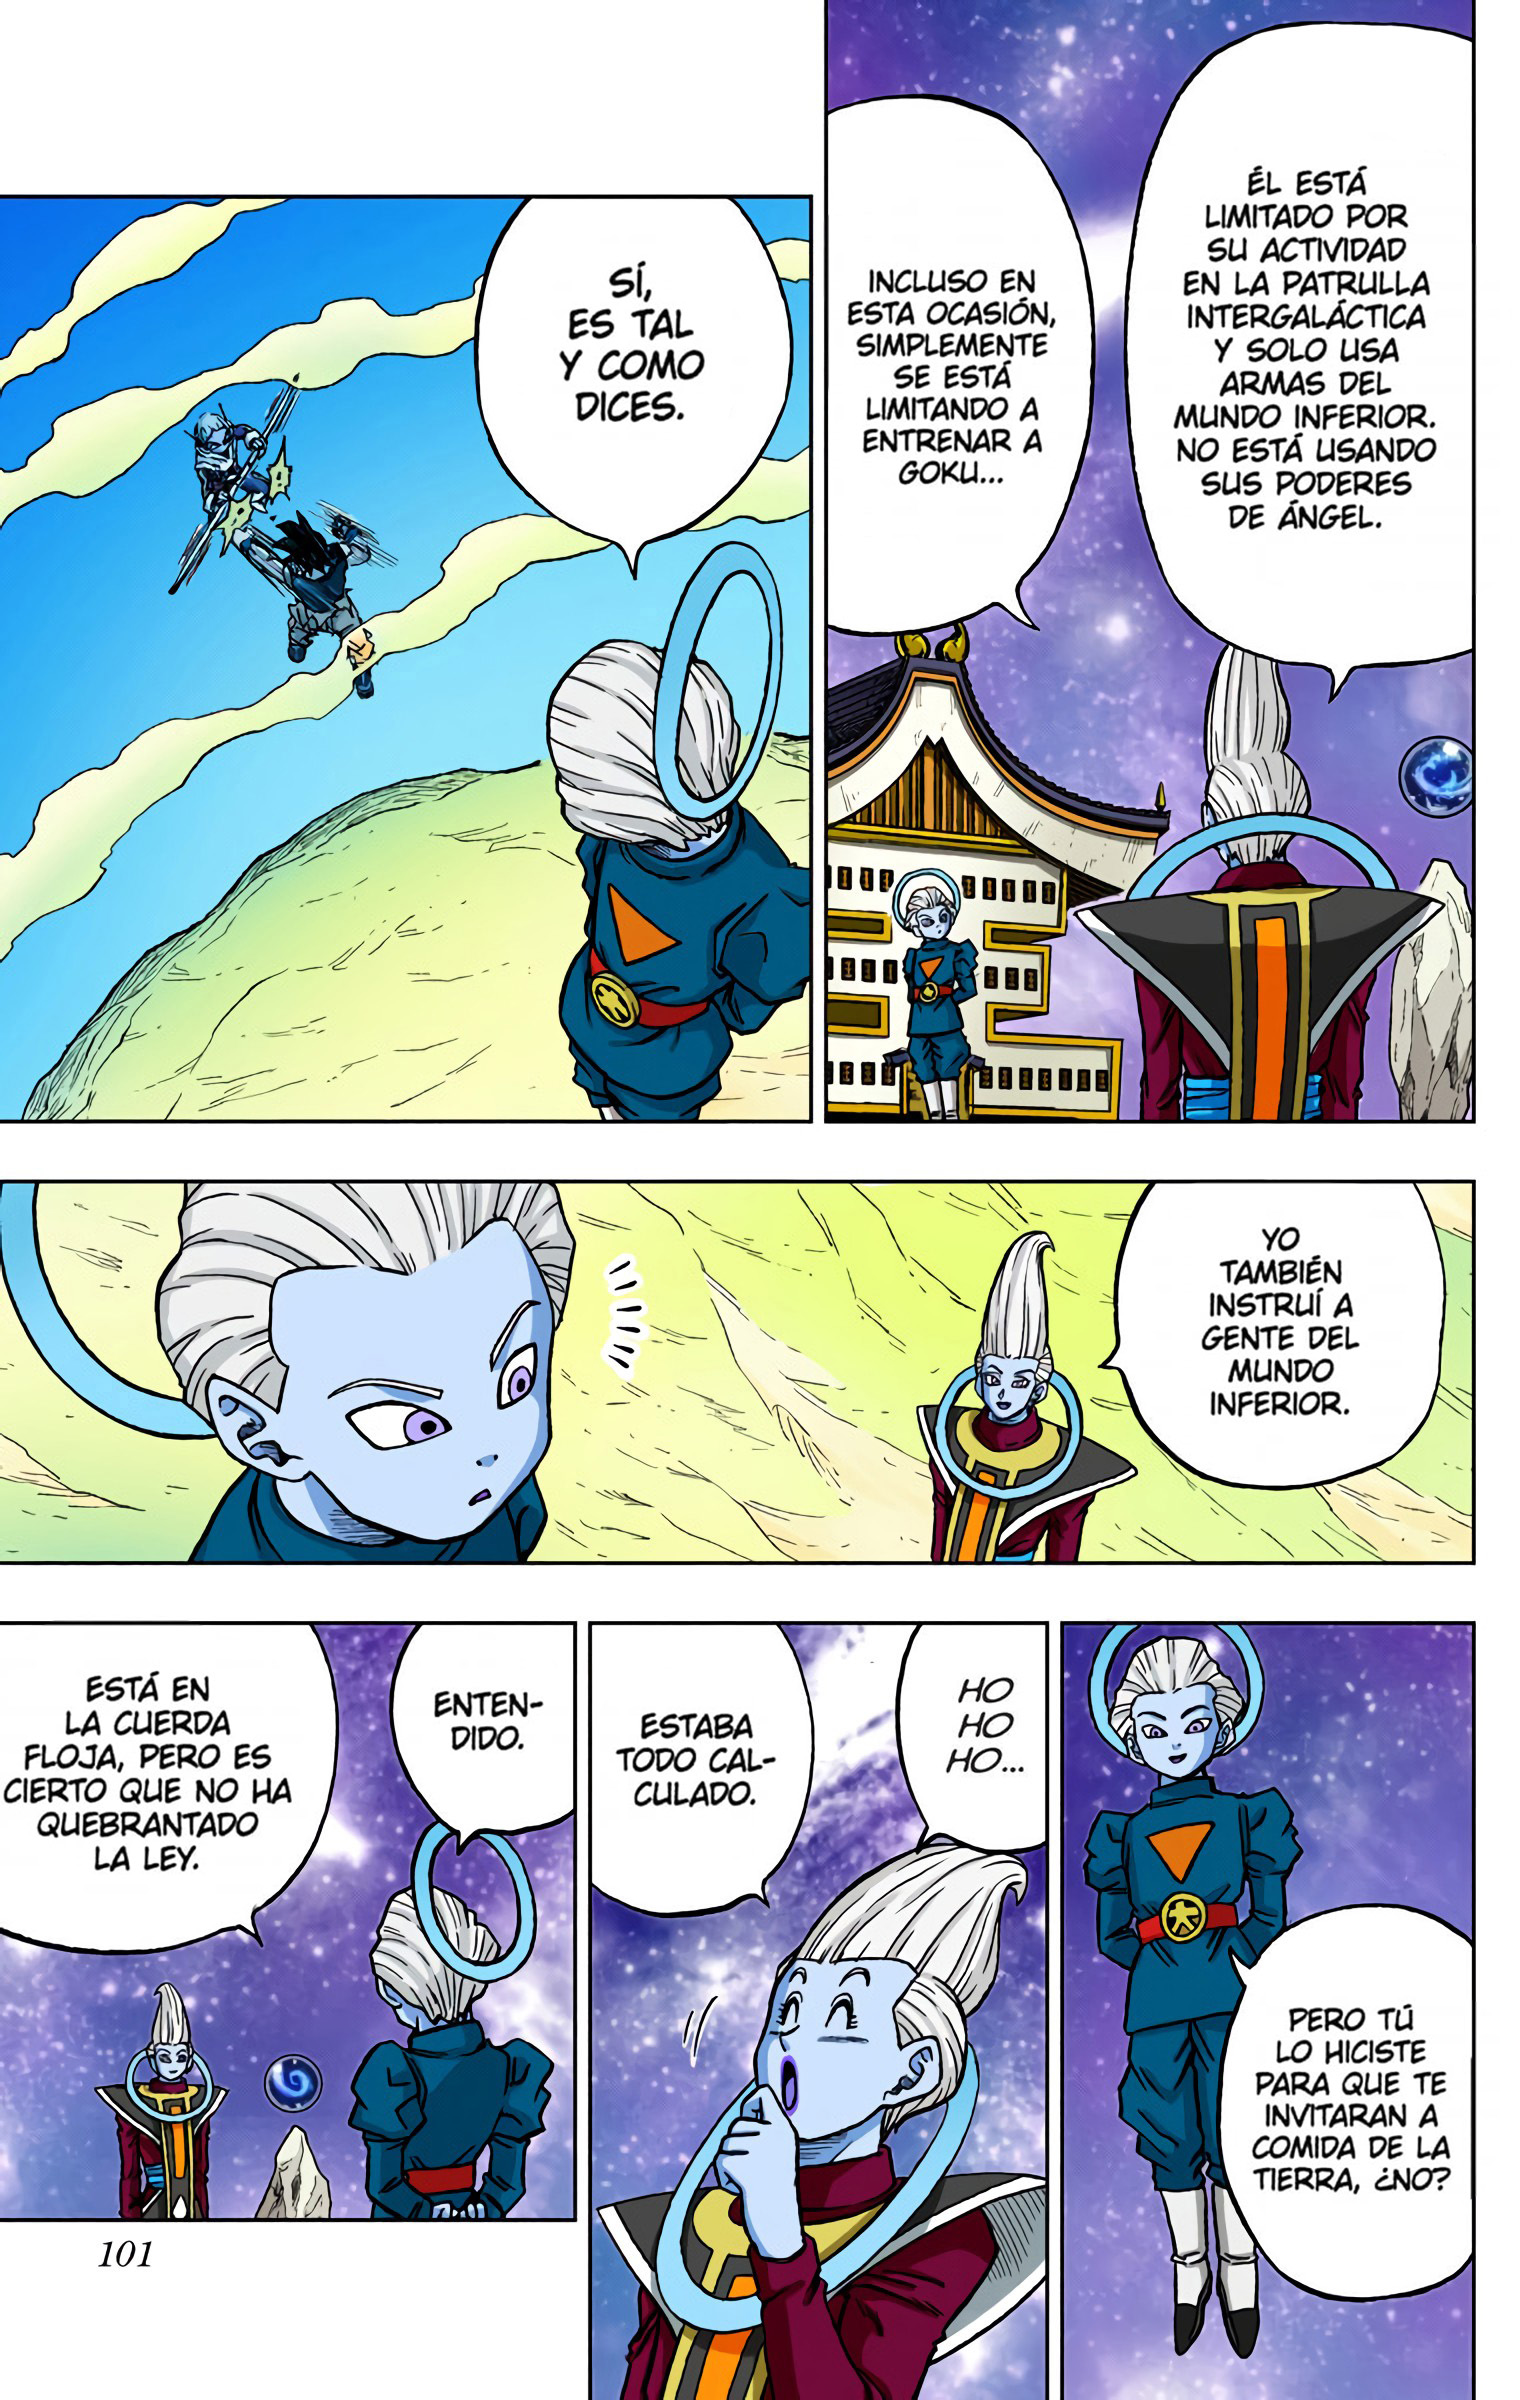 ÉL ESTÁ
LIMITADO POR
SU ACTIVIDAD
EN LA PATRULLA
INTERGALÁCTICA
Y SOLO USA
ARMAS DEL
MUNDO INFERIOR.
NO ESTÁ USANDO
SUS PODERES
DE ÁNGEL.
INCLUSO EN
ESTA OCASIÓN,
SIMPLEMENTE
SE ESTÁ
LIMITANDO A
ENTRENAR A
GOKU...
SÍ,
ES TAL
Y COMO
DICES.
YO
TAMBIÉN
INSTRUÍ A
GENTE DEL
MUNDO
INFERIOR.
PERO TÚ
LO HICISTE
PARA QUE TE
INVITARAN A
COMIDA DE LA
TIERRA, ¿NO?
HO
HO
HO...
ESTABA
TODO CAL-
CULADO.
ENTEN-
DIDO.
ESTÁ EN
LA CUERDA
FLOJA, PERO ES
CIERTO QUE NO HA
QUEBRANTADO
LA LEY.
101